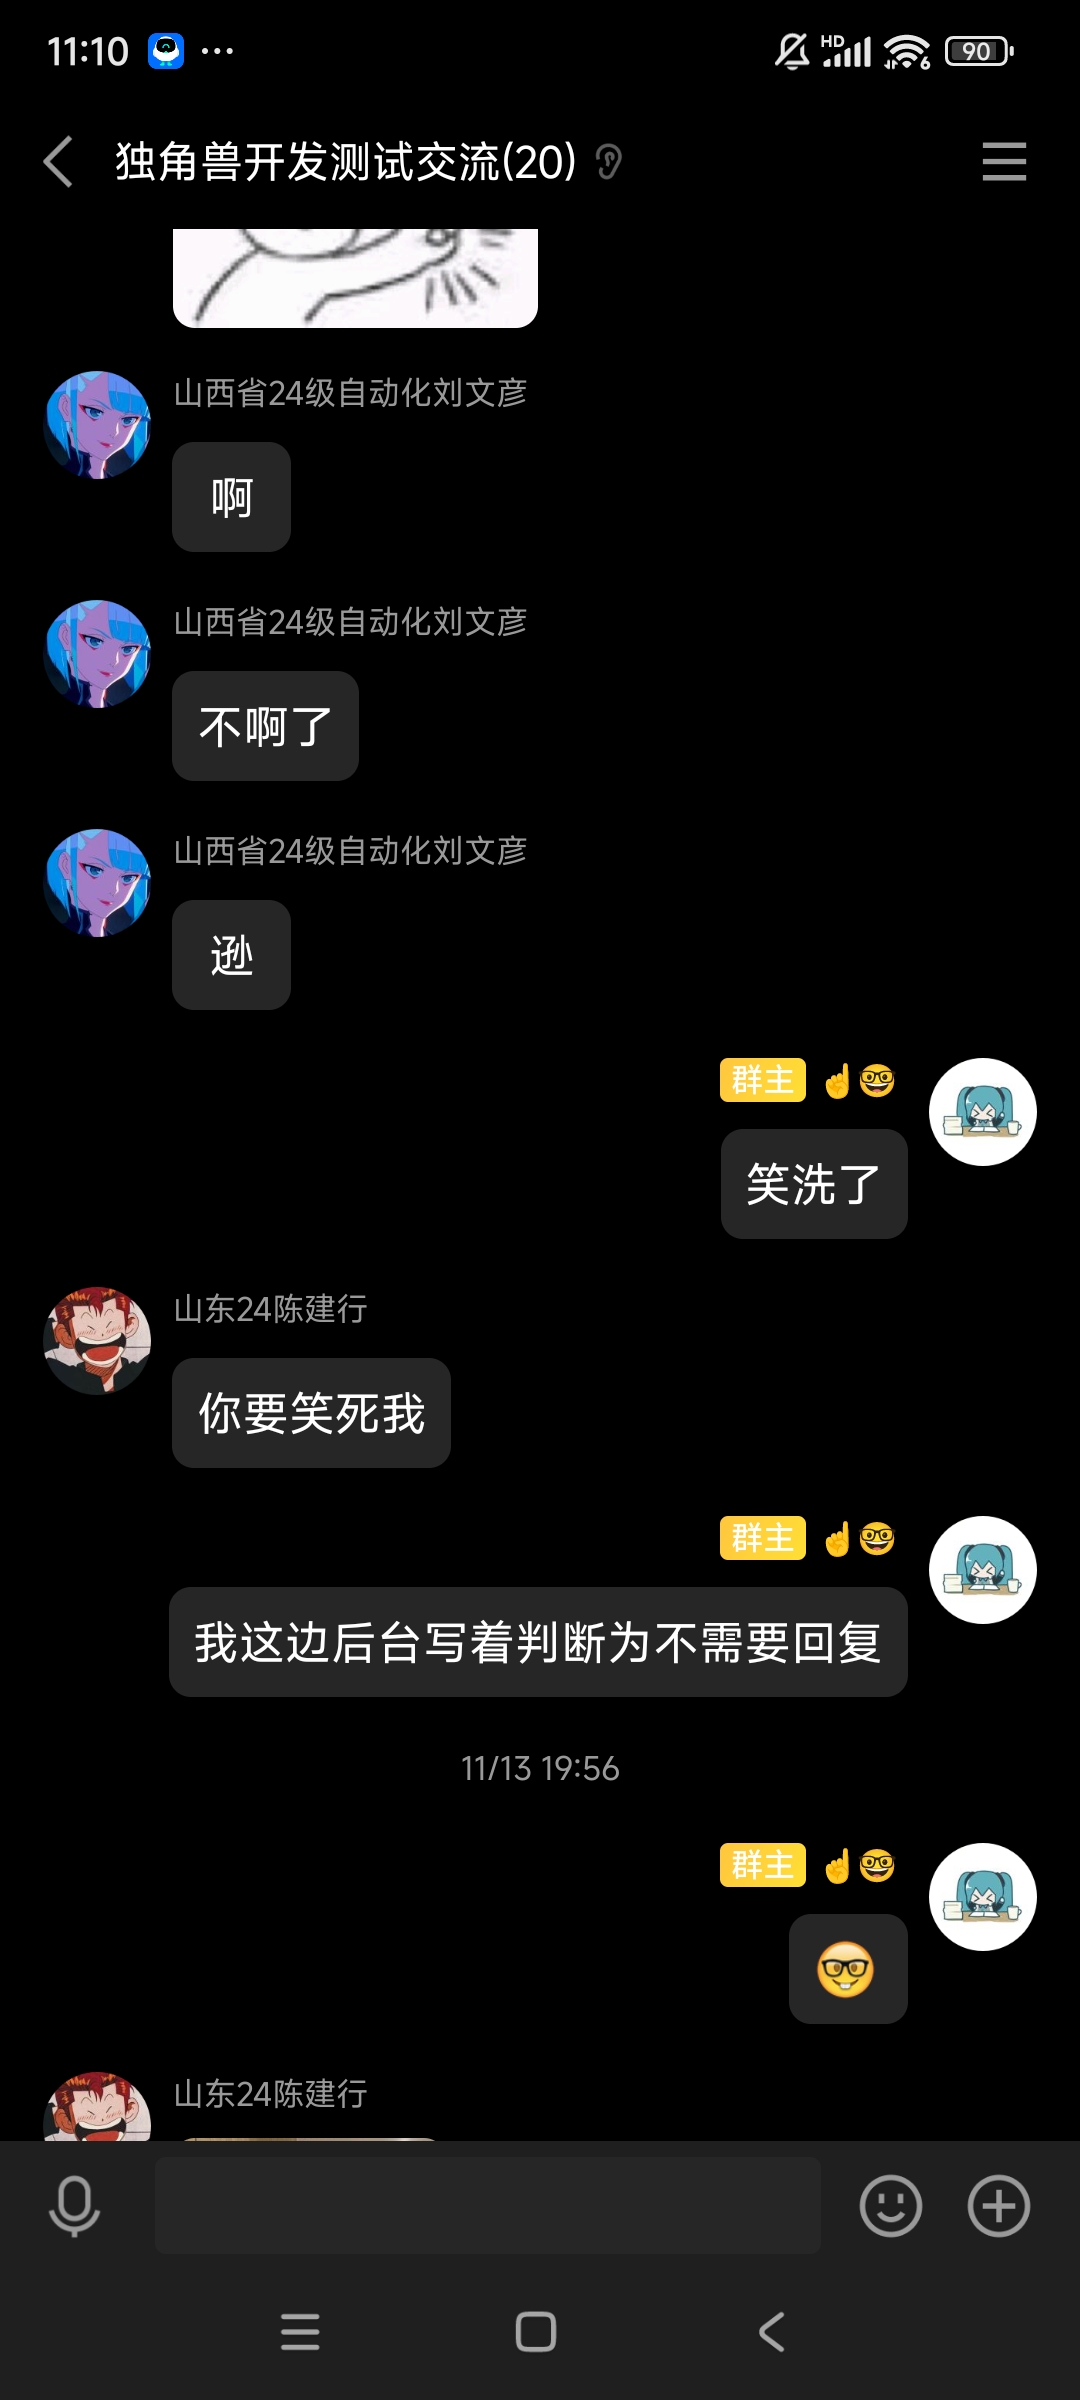 11:10
HD
6
90
独角兽开发测试交流(20)
山西省24级自动化刘文彦
啊
山西省24级自动化刘文彦
不啊了
山西省24级自动化刘文彦
逊
群主 ☝️🤓
笑洗了
山东24陈建行
你要笑死我
群主 ☝️🤓
我这边后台写着判断为不需要回复
11/13 19:56
群主 ☝️🤓
🤓
山东24陈建行